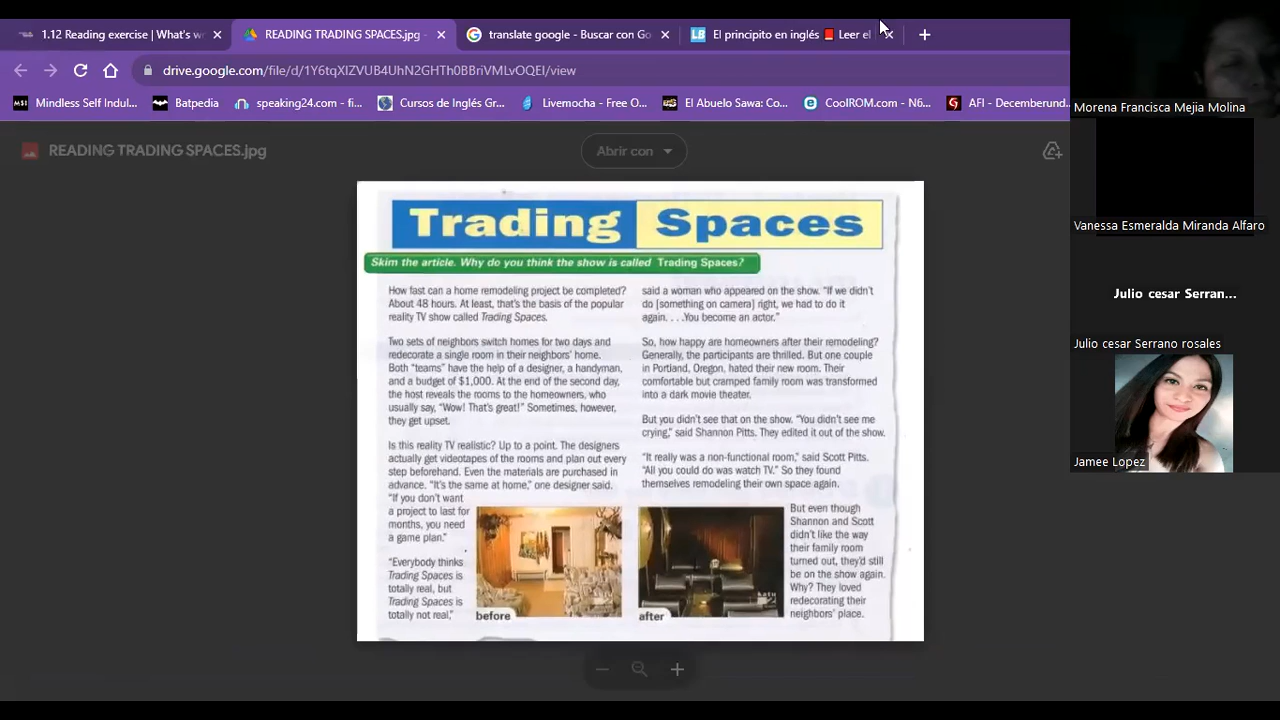 1.12 Reading exercise | What's wr
READING TRADING SPACES.jpg -
translate google - Buscar con Go
LB El principito en inglés 📕 Leer el
drive.google.com/file/d/1Y6tqXIZVUB4UhN2GHTh0BBriVMLvOQEI/view
Mindless Self Indul...
Batpedia
speaking24.com - fi...
Cursos de Inglés Gr...
Livemocha - Free O...
El Abuelo Sawa: Co...
CoolROM.com - N6...
AFI - Decemberund...
READING TRADING SPACES.jpg
Abrir con
Trading Spaces
Skim the article. Why do you think the show is called Trading Spaces?
How fast can a home remodeling project be completed?
About 48 hours. At least, that's the basis of the popular
reality TV show called Trading Spaces.
Two sets of neighbors switch homes for two days and
redecorate a single room in their neighbors' home.
Both "teams" have the help of a designer, a handyman,
and a budget of $1,000. At the end of the second day,
the host reveals the rooms to the homeowners, who
usually say, "Wow! That's great!" Sometimes, however,
they get upset.
Is this reality TV realistic? Up to a point. The designers
actually get videotapes of the rooms and plan out every
step beforehand. Even the materials are purchased in
advance. "It's the same at home," one designer said.
"If you don't want
a project to last for
months, you need
a game plan."
"Everybody thinks
Trading Spaces is
totally real, but
Trading Spaces is
totally not real,"
before
said a woman who appeared on the show. "If we didn't
do [something on camera] right, we had to do it
again. . . .You become an actor."
So, how happy are homeowners after their remodeling?
Generally, the participants are thrilled. But one couple
in Portland, Oregon, hated their new room. Their
comfortable but cramped family room was transformed
into a dark movie theater.
But you didn't see that on the show. "You didn't see me
crying," said Shannon Pitts. They edited it out of the show.
"It really was a non-functional room," said Scott Pitts.
"All you could do was watch TV." So they found
themselves remodeling their own space again.
after
But even though
Shannon and Scott
didn't like the way
their family room
turned out, they'd still
be on the show again.
Why? They loved
redecorating their
neighbors' place.
Morena Francisca Mejia Molina
Vanessa Esmeralda Miranda Alfaro
Julio cesar Serran...
Julio cesar Serrano rosales
Jamee Lopez